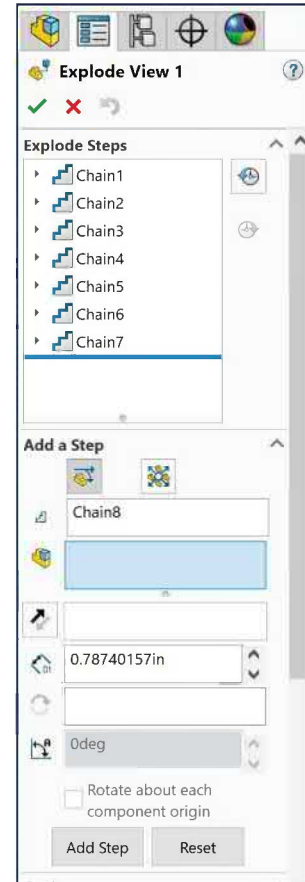 Explode View 1
?
Explode Steps
Chain1
Chain2
Chain3
Chain4
Chain5
Chain6
Chain7
Add a Step
Chain8
0.78740157in
0deg
Rotate about each
component origin
Add Step Reset